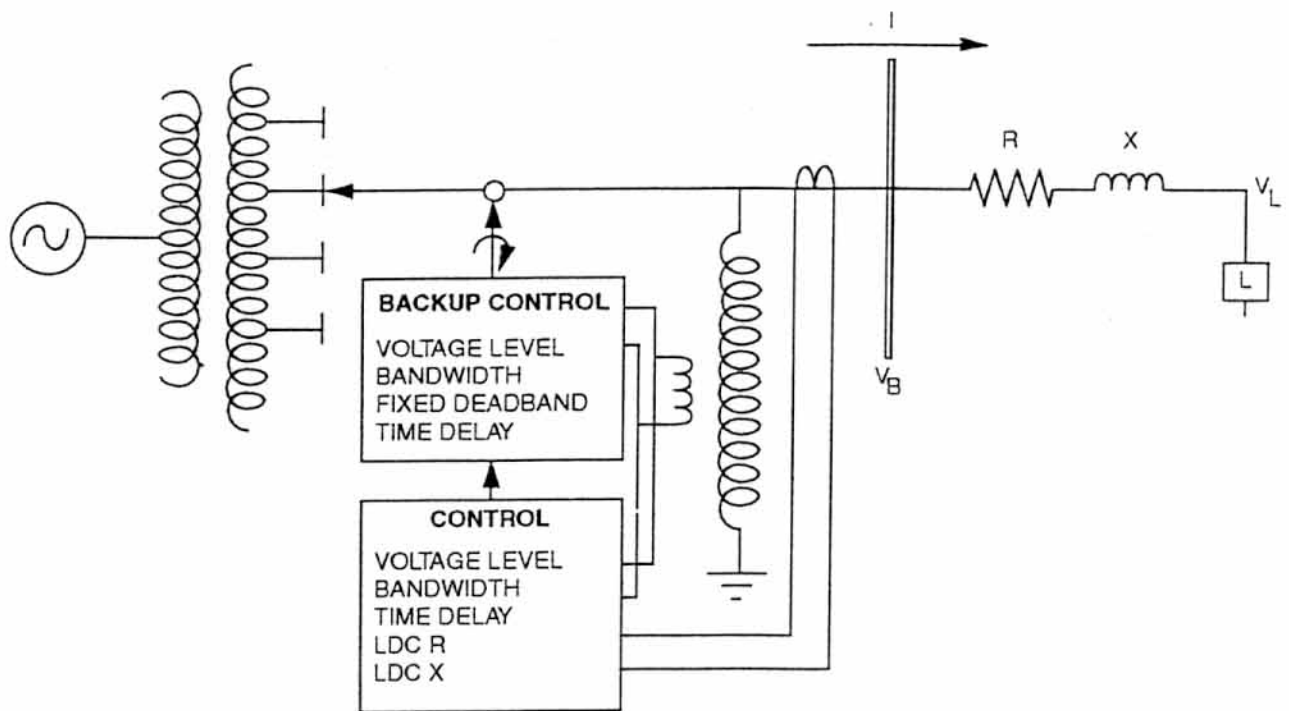 I
R
X
V_L
L
V_B
BACKUP CONTROL
VOLTAGE LEVEL
BANDWIDTH
FIXED DEADBAND
TIME DELAY
CONTROL
VOLTAGE LEVEL
BANDWIDTH
TIME DELAY
LDC R
LDC X